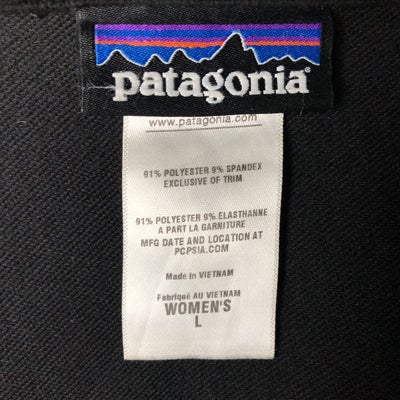 patagonia®
www.patagonia.com
91% POLYESTER 9% SPANDEX
EXCLUSIVE OF TRIM
91% POLYESTER 9% ELASTHANNE
A PART LA GARNITURE
MFG DATE AND LOCATION AT
PCPSIA.COM
Made in VIETNAM
Fabriqué AU VIETNAM
WOMEN'S
L